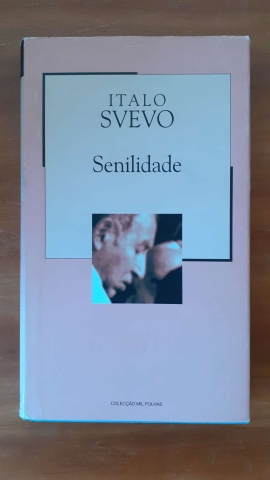 ITALO
SVEVO
Senilidade
COLECÇÃO MIL FOLHAS